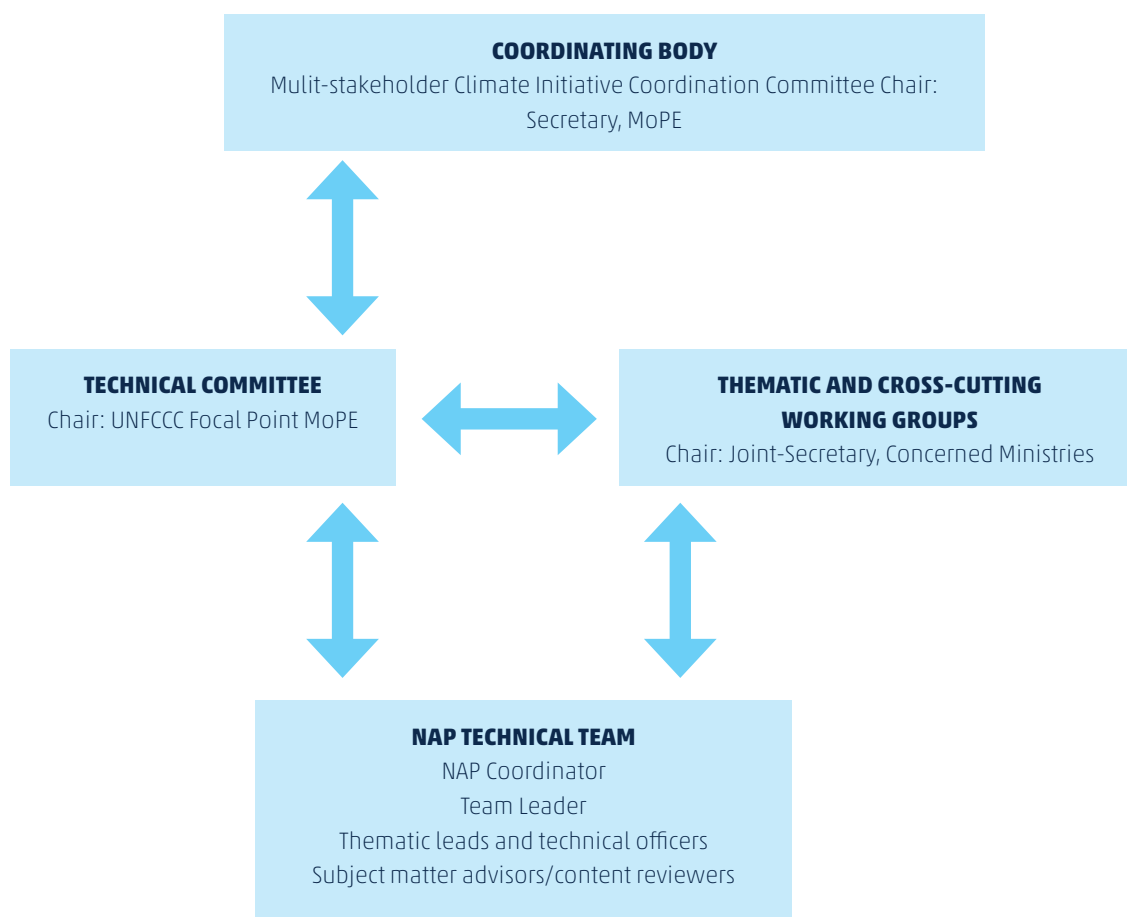 COORDINATING BODY
Mulit-stakeholder Climate Initiative Coordination Committee Chair:
Secretary, MoPE
TECHNICAL COMMITTEE
Chair: UNFCCC Focal Point MoPE
THEMATIC AND CROSS-CUTTING
WORKING GROUPS
Chair: Joint-Secretary, Concerned Ministries
NAP TECHNICAL TEAM
NAP Coordinator
Team Leader
Thematic leads and technical officers
Subject matter advisors/content reviewers